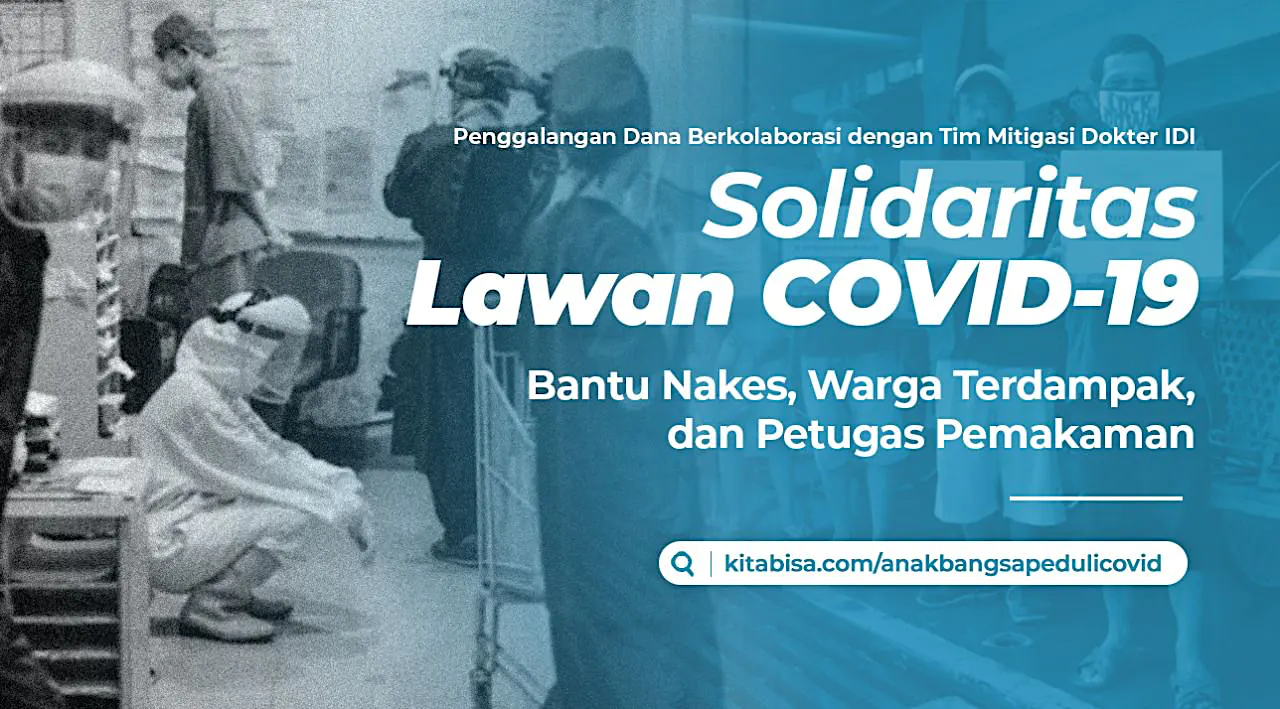 Penggalangan Dana Berkolaborasi dengan Tim Mitigasi Dokter IDI
Solidaritas
Lawan COVID-19
Bantu Nakes, Warga Terdampak,
dan Petugas Pemakaman
kitabisa.com/anakbangsapedulicovid